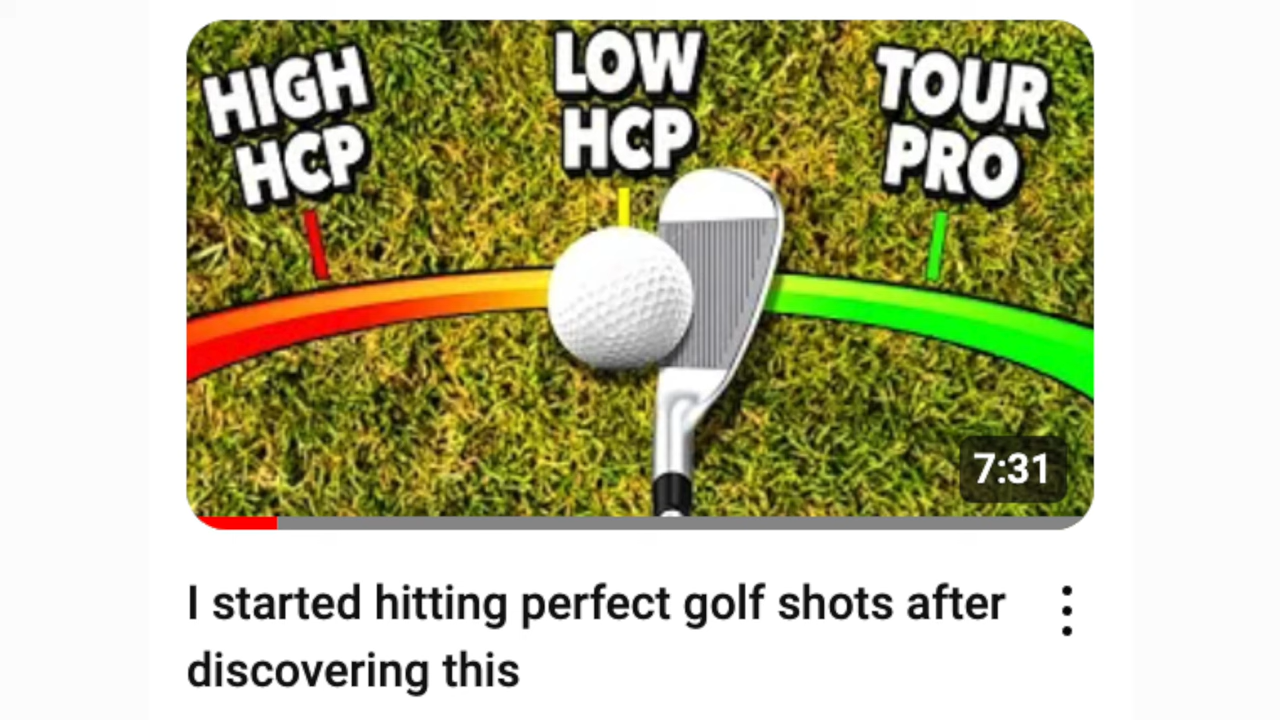 HIGH
HCP
LOW
HCP
TOUR
PRO
7:31
I started hitting perfect golf shots after
discovering this